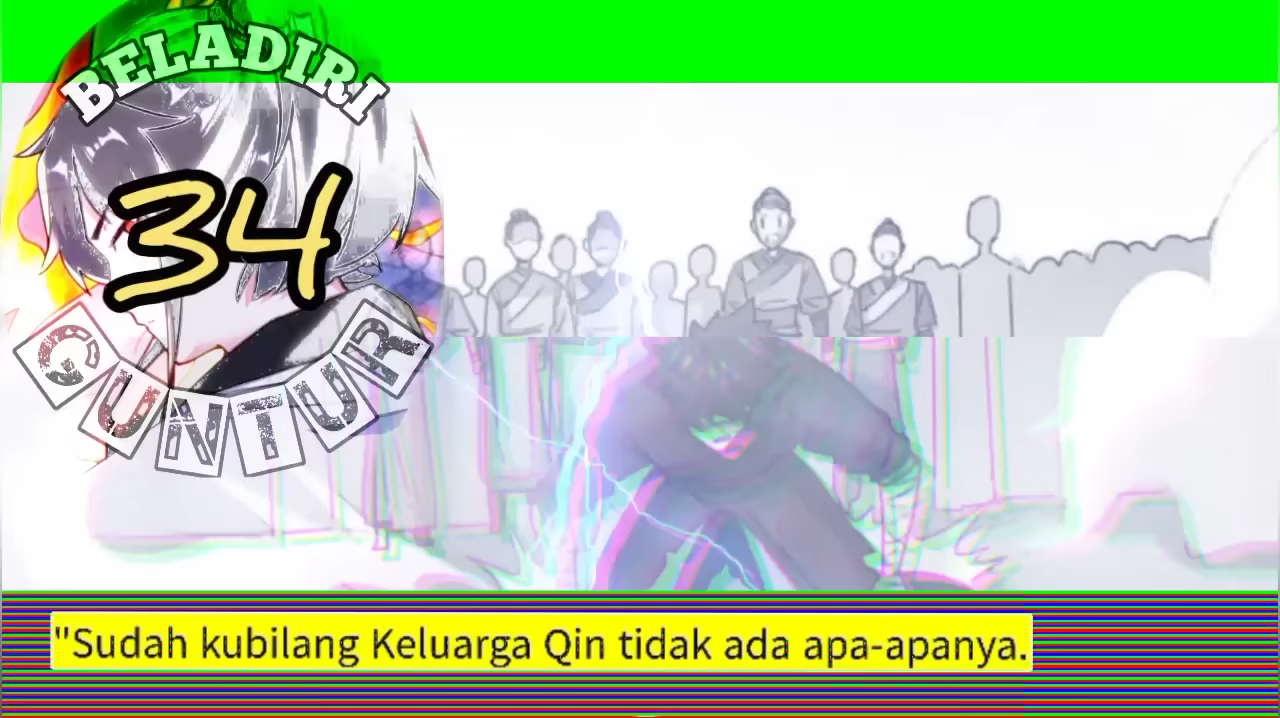 BELADIRI
34
GUNTUR
"Sudah kubilang Keluarga Qin tidak ada apa-apanya.